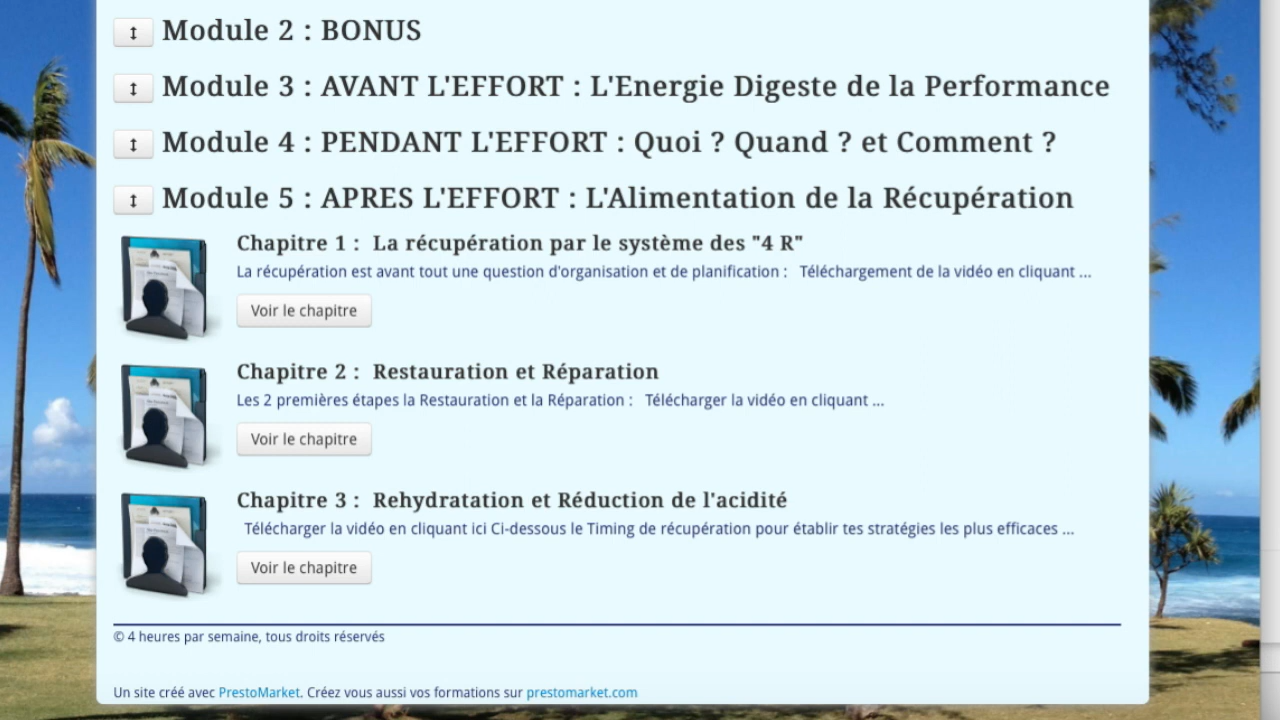 Module 2 : BONUS
Module 3 : AVANT L'EFFORT : L'Energie Digeste de la Performance
Module 4 : PENDANT L'EFFORT : Quoi ? Quand ? et Comment ?
Module 5 : APRES L'EFFORT : L'Alimentation de la Récupération
Chapitre 1 : La récupération par le système des "4 R"
La récupération est avant tout une question d'organisation et de planification : Téléchargement de la vidéo en cliquant ...
Voir le chapitre
Chapitre 2 : Restauration et Réparation
Les 2 premières étapes la Restauration et la Réparation : Télécharger la vidéo en cliquant ...
Voir le chapitre
Chapitre 3 : Rehydratation et Réduction de l'acidité
Télécharger la vidéo en cliquant ici Ci-dessous le Timing de récupération pour établir tes stratégies les plus efficaces ...
Voir le chapitre
© 4 heures par semaine, tous droits réservés
Un site créé avec PrestoMarket. Créez vous aussi vos formations sur prestomarket.com